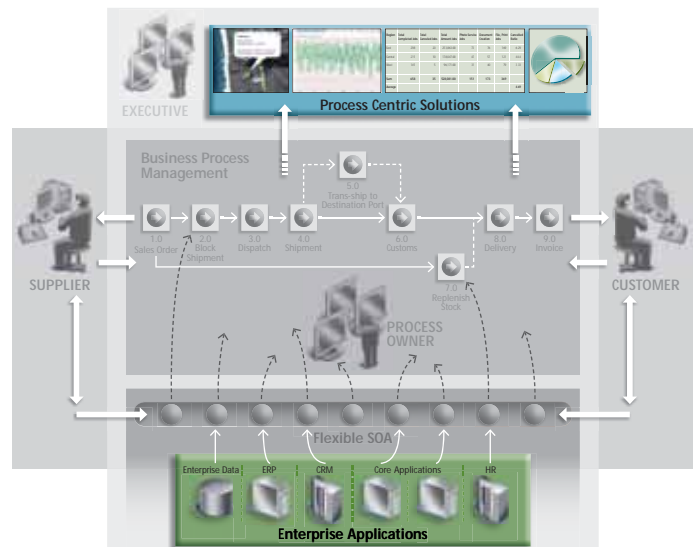 Process Centric Solutions
EXECUTIVE
Business Process
Management
5.0
Trans-ship to
Destination Port
1.0
Sales Order
2.0
Block
Shipment
3.0
Dispatch
4.0
Shipment
6.0
Customs
8.0
Delivery
9.0
Invoice
7.0
Replenish
Stock
SUPPLIER
CUSTOMER
PROCESS
OWNER
Flexible SOA
Enterprise Data
ERP
CRM
Core Applications
HR
Enterprise Applications